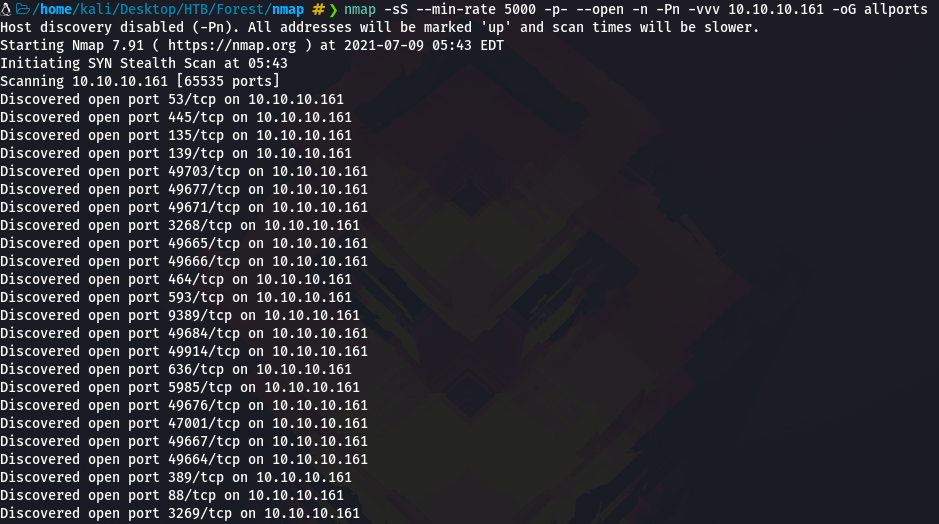 /home/kali/Desktop/HTB/Forest/nmap # ❯ nmap -sS --min-rate 5000 -p- --open -n -Pn -vvv 10.10.10.161 -oG allports
Host discovery disabled (-Pn). All addresses will be marked 'up' and scan times will be slower.
Starting Nmap 7.91 ( https://nmap.org ) at 2021-07-09 05:43 EDT
Initiating SYN Stealth Scan at 05:43
Scanning 10.10.10.161 [65535 ports]
Discovered open port 53/tcp on 10.10.10.161
Discovered open port 445/tcp on 10.10.10.161
Discovered open port 135/tcp on 10.10.10.161
Discovered open port 139/tcp on 10.10.10.161
Discovered open port 49703/tcp on 10.10.10.161
Discovered open port 49677/tcp on 10.10.10.161
Discovered open port 49671/tcp on 10.10.10.161
Discovered open port 3268/tcp on 10.10.10.161
Discovered open port 49665/tcp on 10.10.10.161
Discovered open port 49666/tcp on 10.10.10.161
Discovered open port 464/tcp on 10.10.10.161
Discovered open port 593/tcp on 10.10.10.161
Discovered open port 9389/tcp on 10.10.10.161
Discovered open port 49684/tcp on 10.10.10.161
Discovered open port 49914/tcp on 10.10.10.161
Discovered open port 636/tcp on 10.10.10.161
Discovered open port 5985/tcp on 10.10.10.161
Discovered open port 49676/tcp on 10.10.10.161
Discovered open port 47001/tcp on 10.10.10.161
Discovered open port 49667/tcp on 10.10.10.161
Discovered open port 49664/tcp on 10.10.10.161
Discovered open port 389/tcp on 10.10.10.161
Discovered open port 88/tcp on 10.10.10.161
Discovered open port 3269/tcp on 10.10.10.161